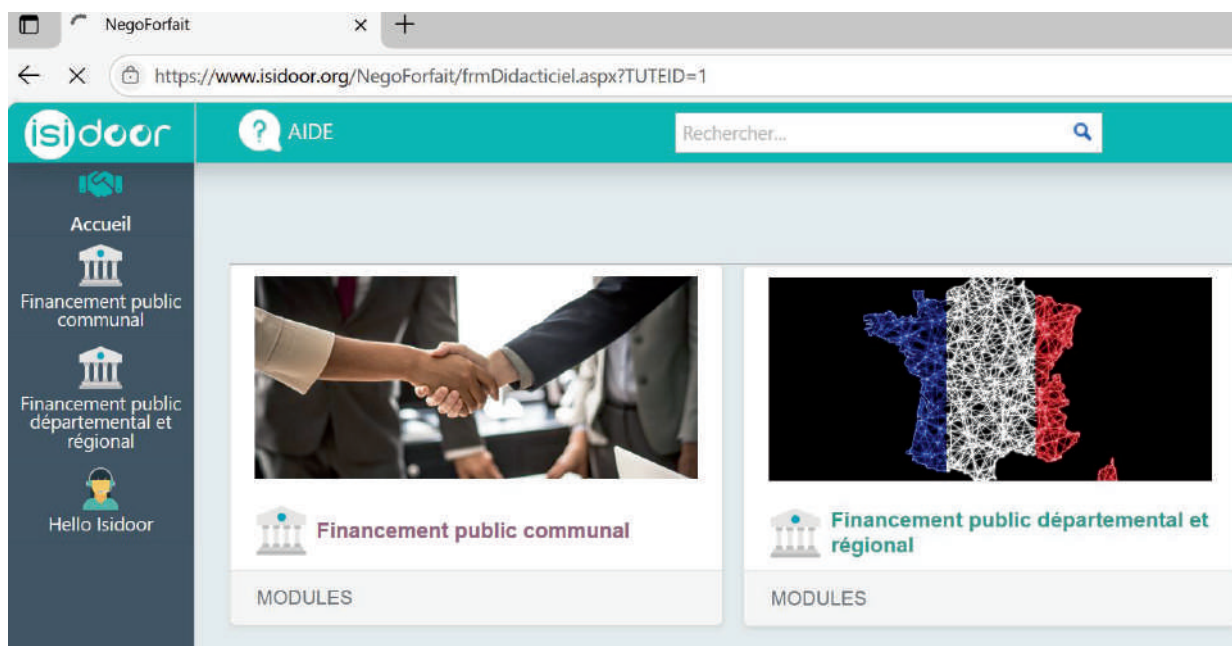 NegoForfait
https://www.isidoor.org/NegoForfait/frmDidacticiel.aspx?TUTEID=1
isidoor
? AIDE
Rechercher...
Accueil
Financement public
communal
Financement public
départemental et
régional
Hello Isidoor
Financement public communal
MODULES
Financement public départemental et
régional
MODULES